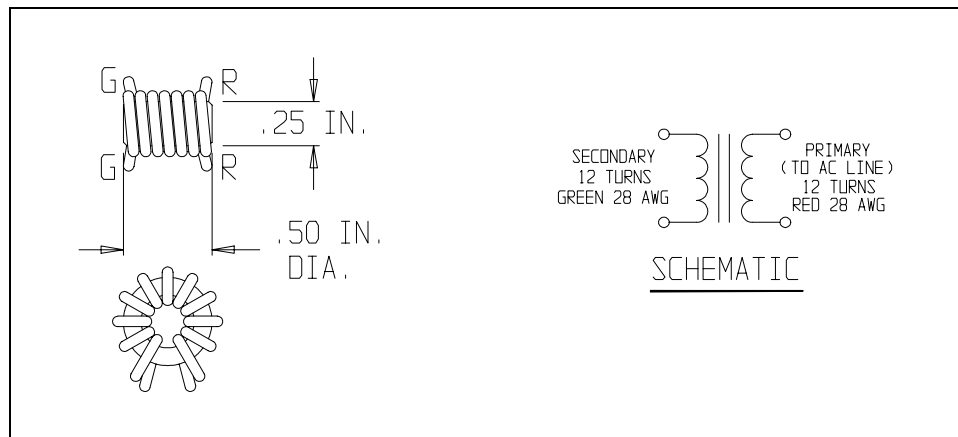 G R
.25 IN.
G R
.50 IN.
DIA.
SECONDARY
12 TURNS
GREEN 28 AWG
PRIMARY
(TO AC LINE)
12 TURNS
RED 28 AWG
SCHEMATIC